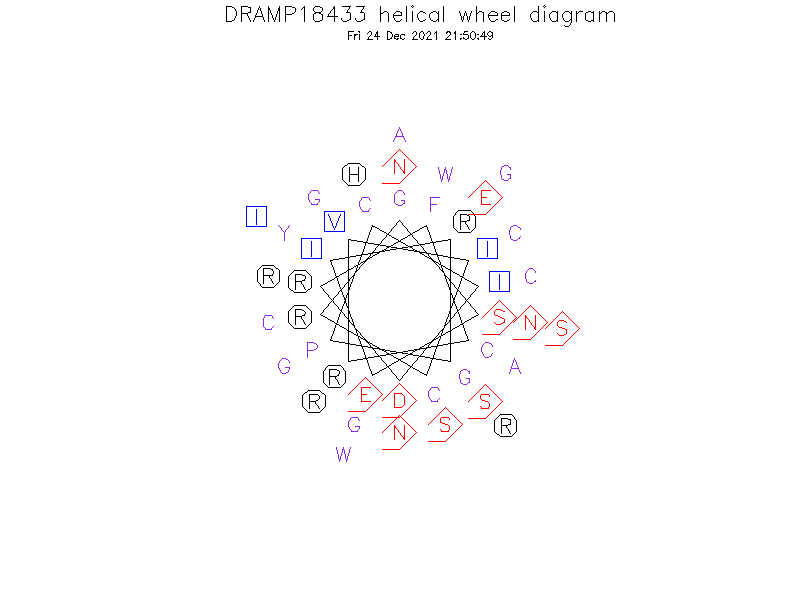 DRAMP18433 helical wheel diagram
Fri 24 Dec 2021 21:50:49
A
H N W G
G C G F E
I Y V R C
I I
R R I C
R S N S
C P C A
G R G
R E D C S
G N S R
W